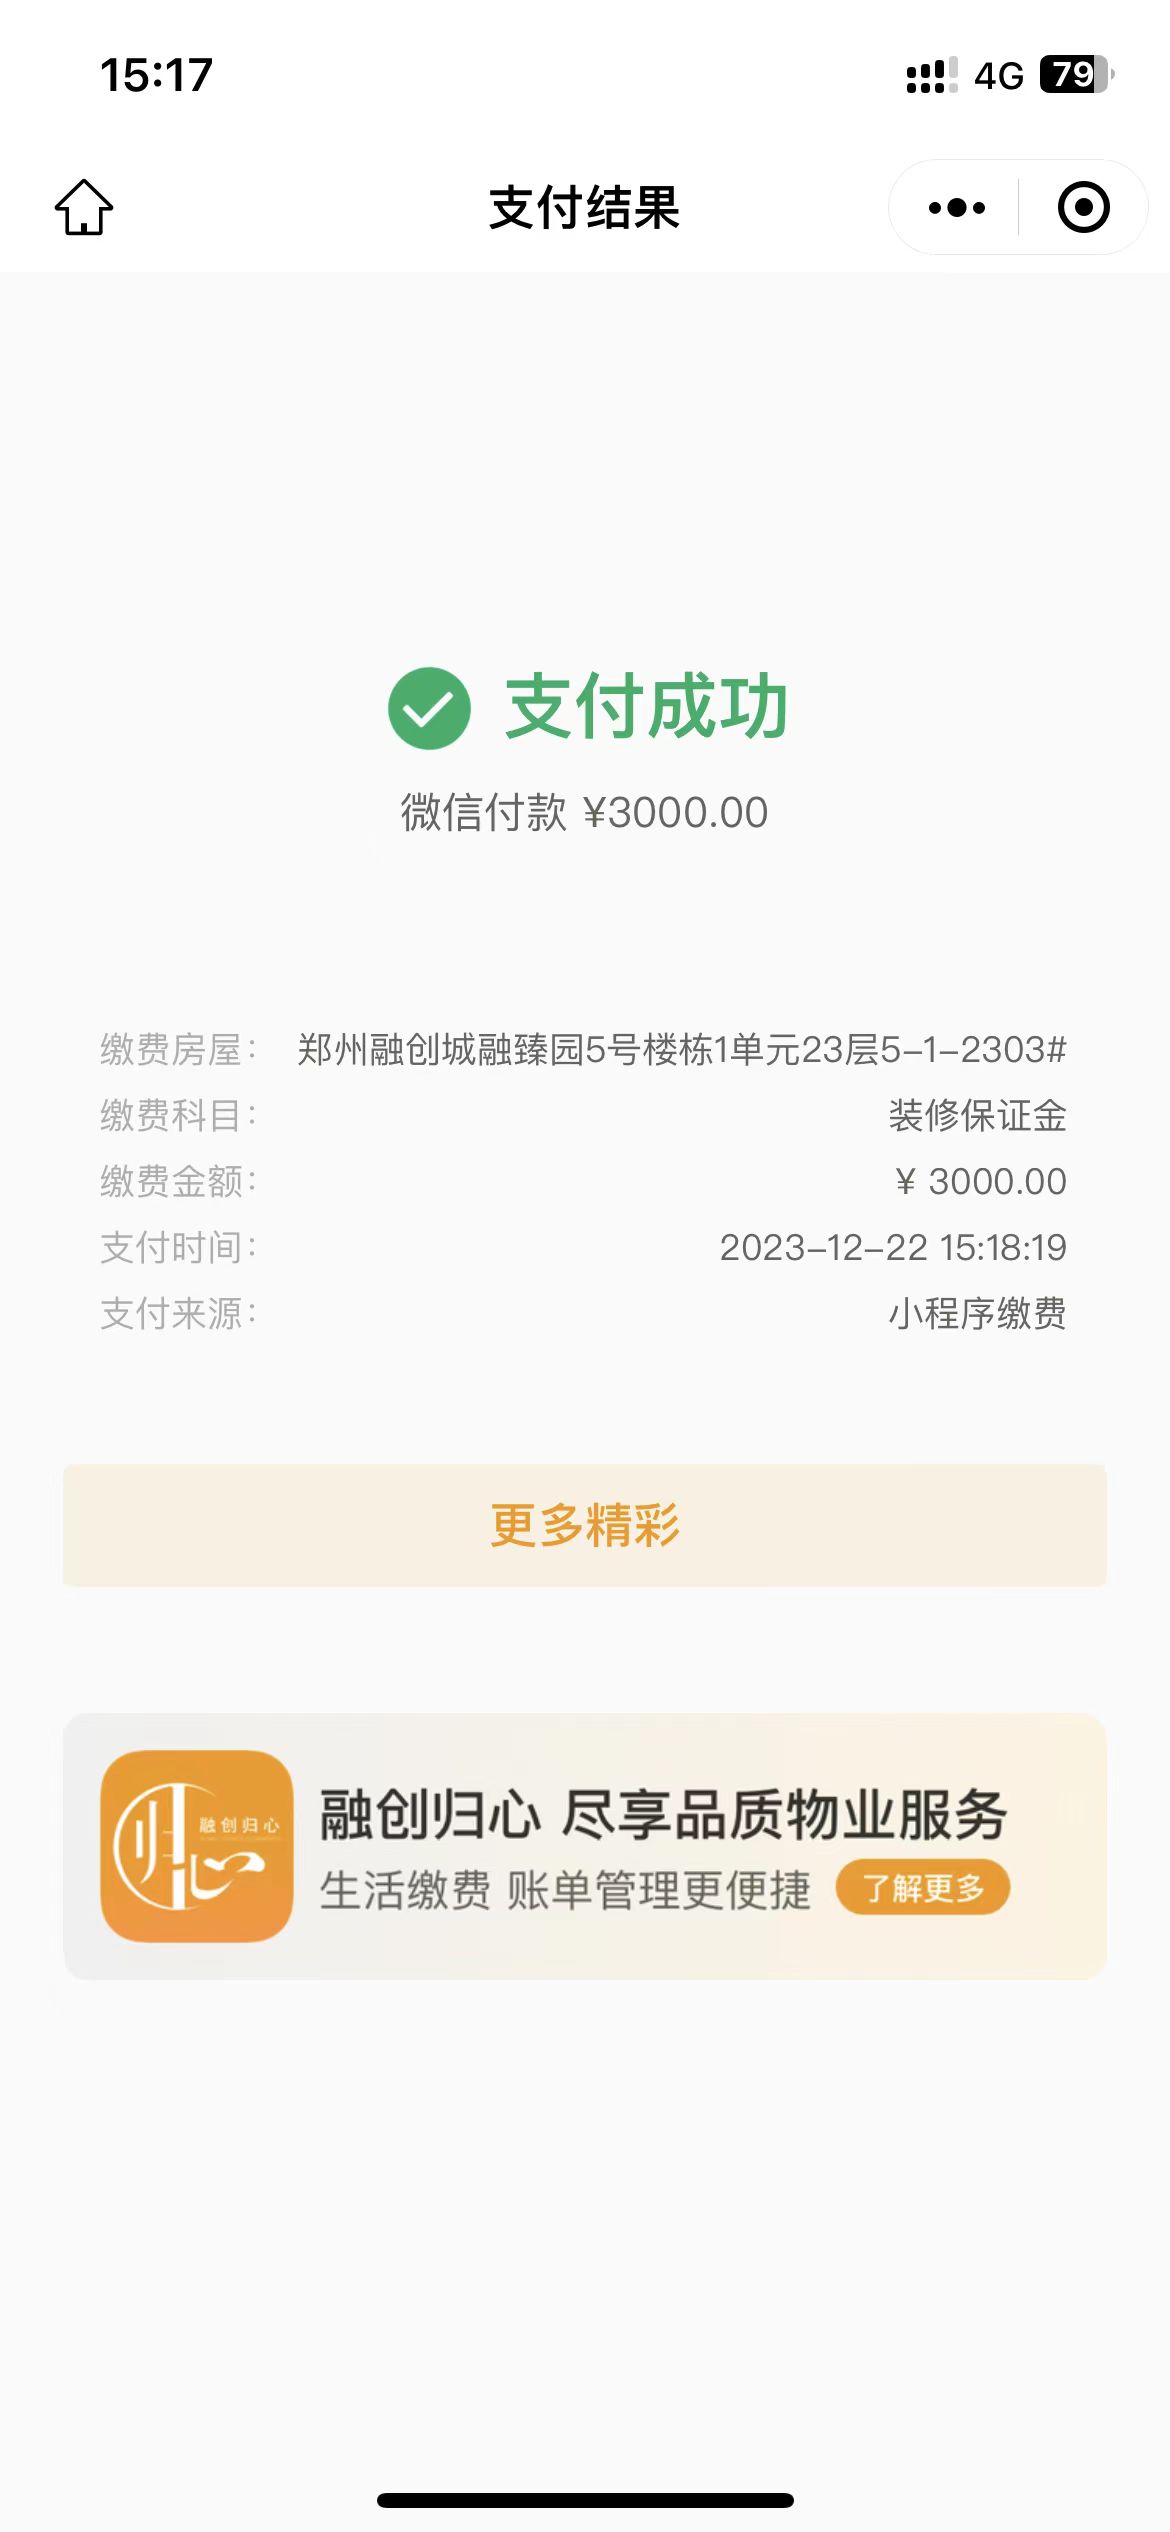 15:17
4G 79
支付结果
支付成功
微信付款 ¥3000.00
缴费房屋： 郑州融创城融臻园5号楼栋1单元23层5-1-2303#
缴费科目： 装修保证金
缴费金额： ¥ 3000.00
支付时间： 2023-12-22 15:18:19
支付来源： 小程序缴费
更多精彩
归心
融创归心
融创归心 尽享品质物业服务
生活缴费 账单管理更便捷 了解更多